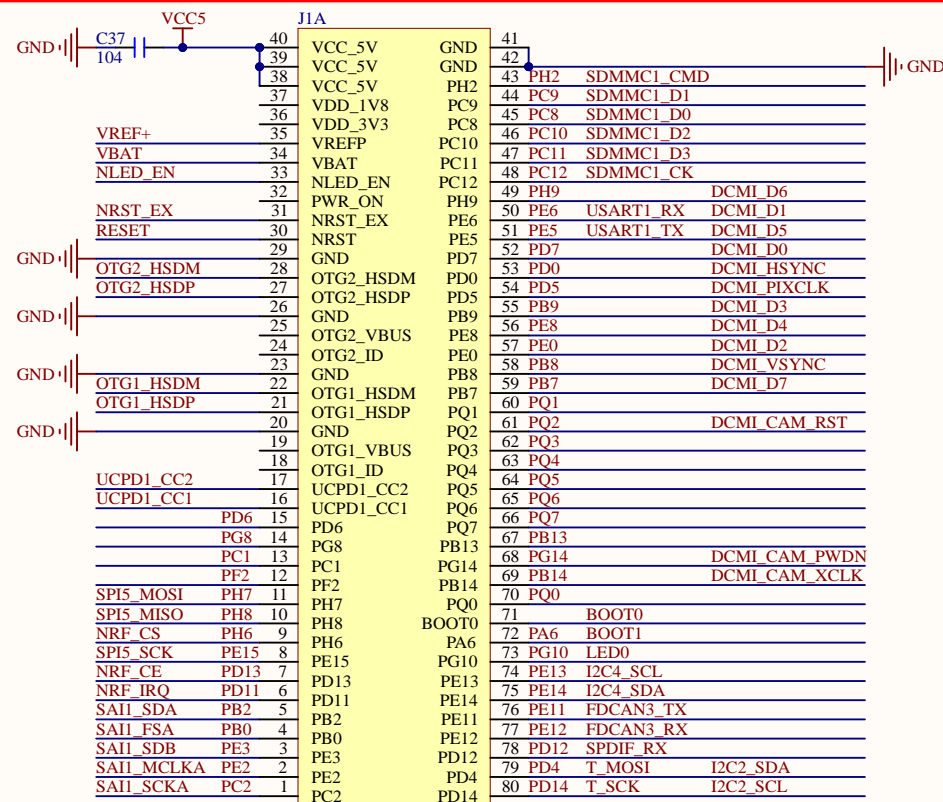 VCC5 J1A
GND C37 104 40 VCC_5V GND 41
39 VCC_5V GND 42 GND
38 VCC_5V PH2 43 PH2 SDMMC1_CMD
37 VDD_1V8 PC9 44 PC9 SDMMC1_D1
36 VDD_3V3 PC8 45 PC8 SDMMC1_D0
VREF+ 35 VREFP PC10 46 PC10 SDMMC1_D2
VBAT 34 VBAT PC11 47 PC11 SDMMC1_D3
NLED_EN 33 NLED_EN PC12 48 PC12 SDMMC1_CK
32 PWR_ON PH9 49 PH9 DCMI_D6
NRST_EX 31 NRST_EX PE6 50 PE6 USART1_RX DCMI_D1
RESET 30 NRST PE5 51 PE5 USART1_TX DCMI_D5
GND 29 GND PD7 52 PD7 DCMI_D0
OTG2_HSDM 28 OTG2_HSDM PD0 53 PD0 DCMI_HSYNC
OTG2_HSDP 27 OTG2_HSDP PD5 54 PD5 DCMI_PIXCLK
GND 26 GND PB9 55 PB9 DCMI_D3
25 OTG2_VBUS PE8 56 PE8 DCMI_D4
24 OTG2_ID PE0 57 PE0 DCMI_D2
GND 23 GND PB8 58 PB8 DCMI_VSYNC
OTG1_HSDM 22 OTG1_HSDM PB7 59 PB7 DCMI_D7
OTG1_HSDP 21 OTG1_HSDP PQ1 60 PQ1
GND 20 GND PQ2 61 PQ2 DCMI_CAM_RST
19 OTG1_VBUS PQ3 62 PQ3
18 OTG1_ID PQ4 63 PQ4
UCPD1_CC2 17 UCPD1_CC2 PQ5 64 PQ5
UCPD1_CC1 16 UCPD1_CC1 PQ6 65 PQ6
PD6 15 PD6 PQ7 66 PQ7
PG8 14 PG8 PB13 67 PB13
PC1 13 PC1 PG14 68 PG14 DCMI_CAM_PWDN
PF2 12 PF2 PB14 69 PB14 DCMI_CAM_XCLK
SPI5_MOSI PH7 11 PH7 PQ0 70 PQ0
SPI5_MISO PH8 10 PH8 BOOT0 71 BOOT0
NRF_CS PH6 9 PH6 PA6 72 PA6 BOOT1
SPI5_SCK PE15 8 PE15 PG10 73 PG10 LED0
NRF_CE PD13 7 PD13 PE13 74 PE13 I2C4_SCL
NRF_IRQ PD11 6 PD11 PE14 75 PE14 I2C4_SDA
SAI1_SDA PB2 5 PB2 PE11 76 PE11 FDCAN3_TX
SAI1_FSA PB0 4 PB0 PE12 77 PE12 FDCAN3_RX
SAI1_SDB PE3 3 PE3 PD12 78 PD12 SPDIF_RX
SAI1_MCLKA PE2 2 PE2 PD4 79 PD4 T_MOSI I2C2_SDA
SAI1_SCKA PC2 1 PC2 PD14 80 PD14 T_SCK I2C2_SCL